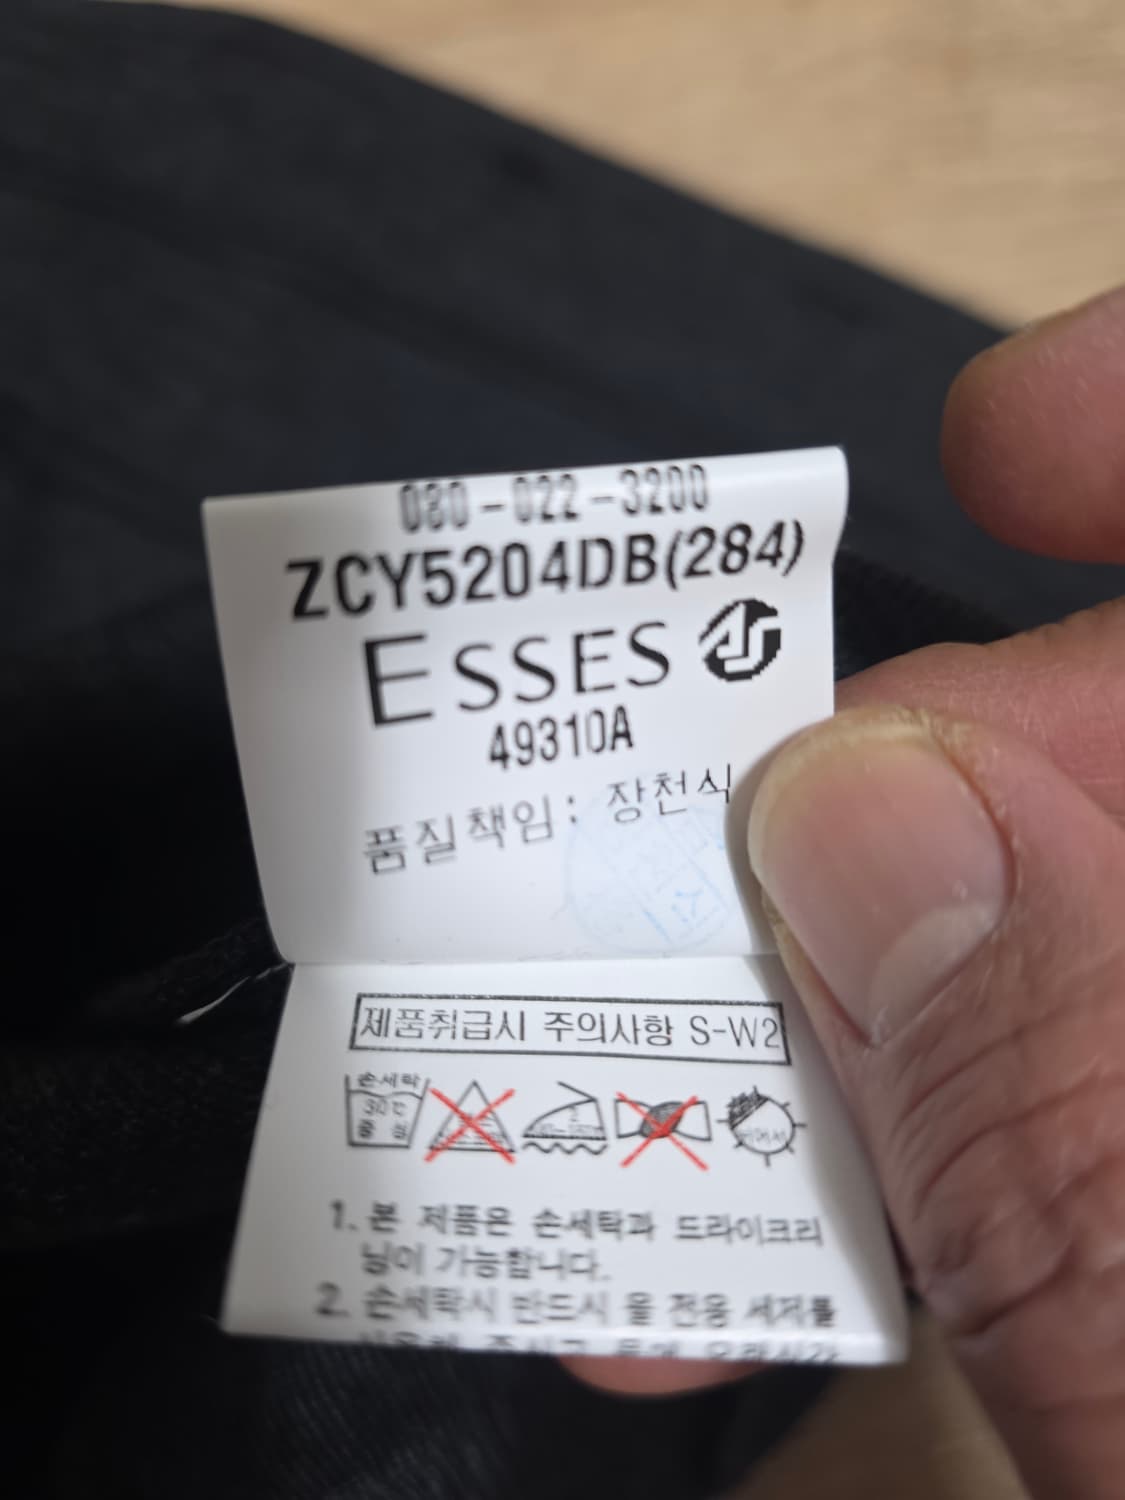 080-022-3200
ZCY5204DB(284)
ESSES
49310A
품질책임: 장천식
제품취급시 주의사항 S-W2
손세탁
30℃
중성
1. 본 제품은 손세탁과 드라이크리
닝이 가능합니다.
2. 손세탁시 반드시 울 전용 세제를